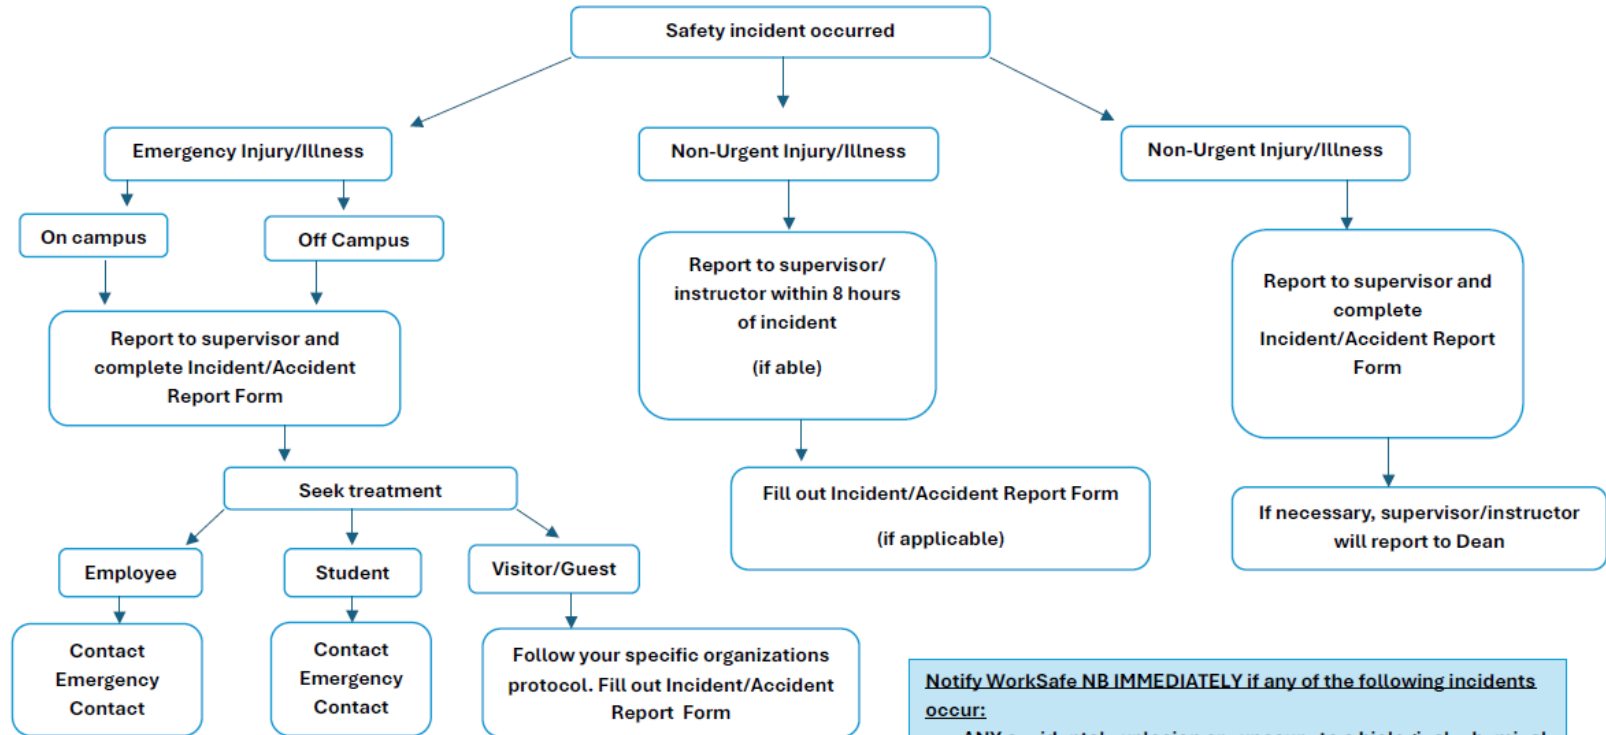 Safety incident occurred
Emergency Injury/Illness
Non-Urgent Injury/Illness
Non-Urgent Injury/Illness
On campus
Off Campus
Report to supervisor and
complete Incident/Accident
Report Form
Report to supervisor/
instructor within 8 hours
of incident
(if able)
Report to supervisor and
complete
Incident/Accident Report
Form
Seek treatment
Fill out Incident/Accident Report Form
(if applicable)
If necessary, supervisor/instructor
will report to Dean
Employee
Student
Visitor/Guest
Contact
Emergency
Contact
Contact
Emergency
Contact
Follow your specific organizations
protocol. Fill out Incident/Accident
Report Form
Notify WorkSafe NB IMMEDIATELY if any of the following incidents
occur: